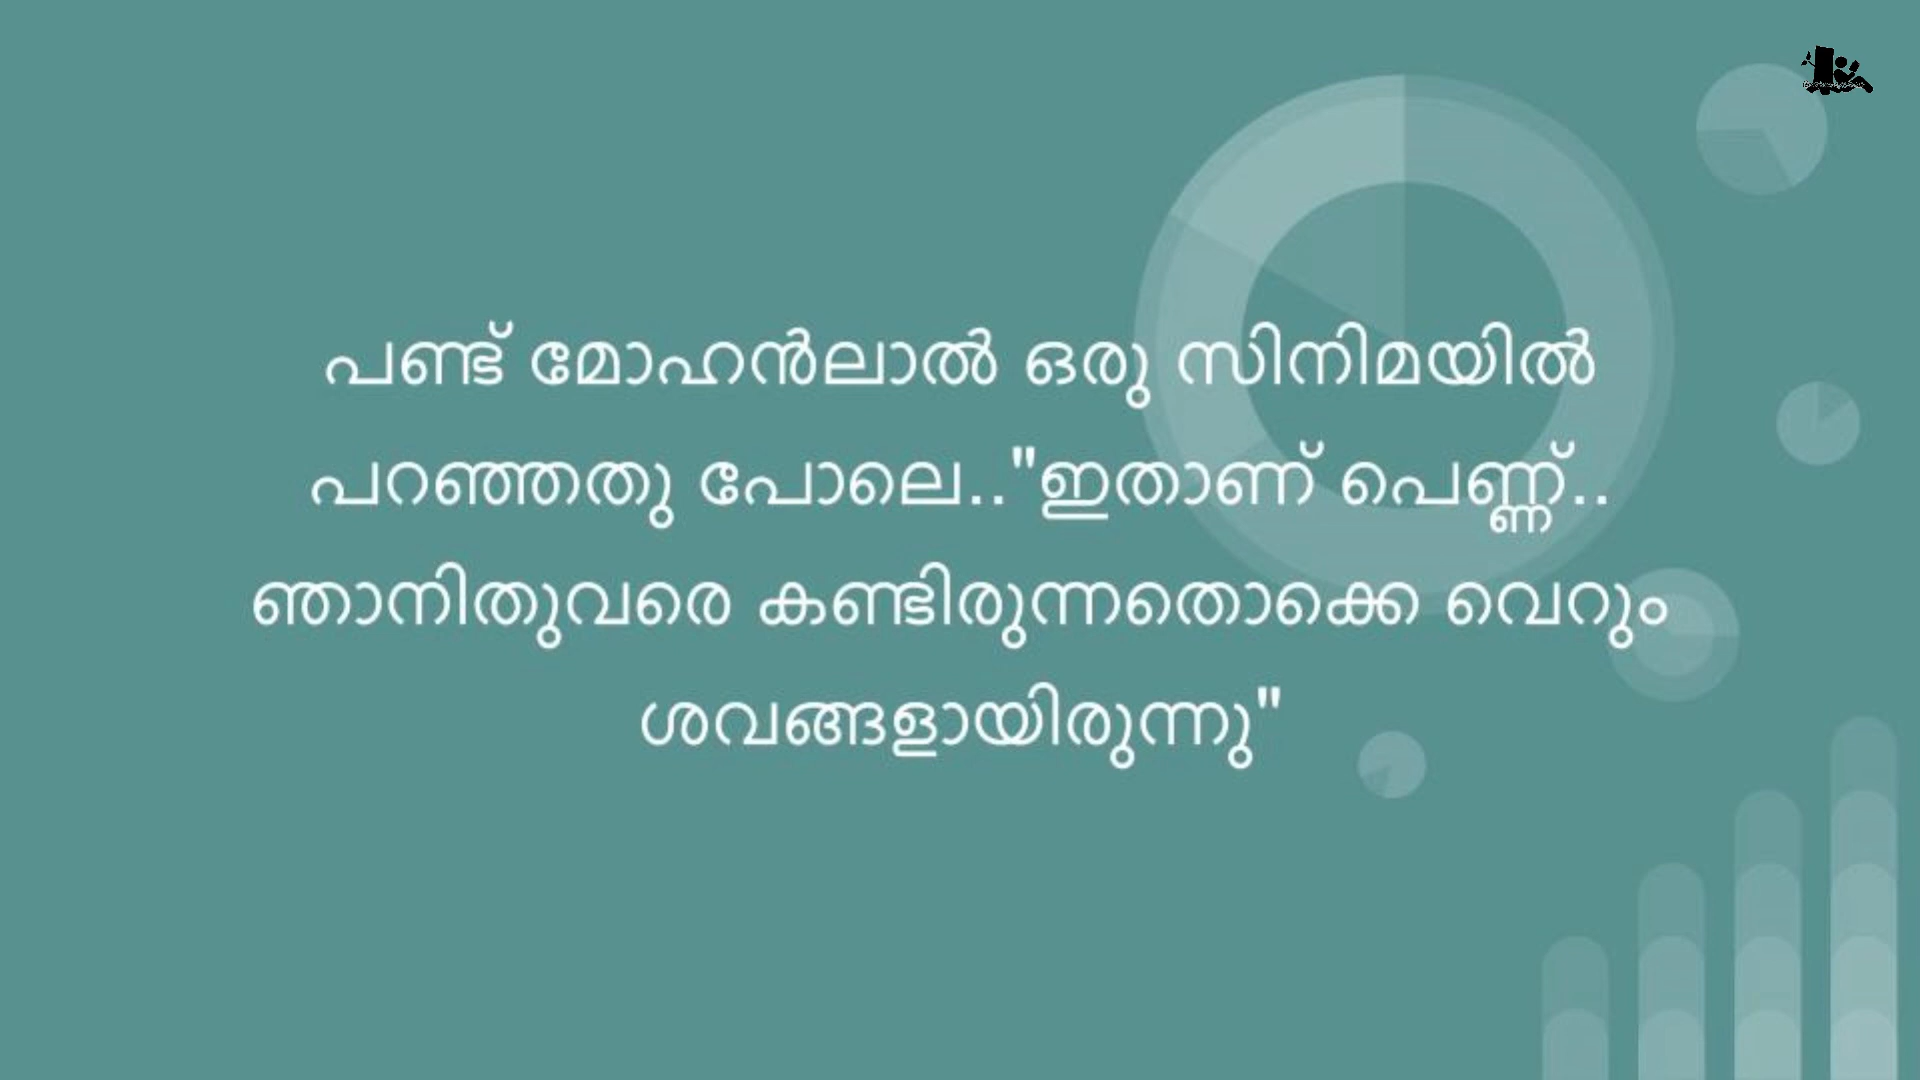 പണ്ട് മോഹൻലാൽ ഒരു സിനിമയിൽ
പറഞ്ഞതു പോലെ.."ഇതാണ് പെണ്ണ്..
ഞാനിതുവരെ കണ്ടിരുന്നതൊക്കെ വെറും
ശവങ്ങളായിരുന്നു"